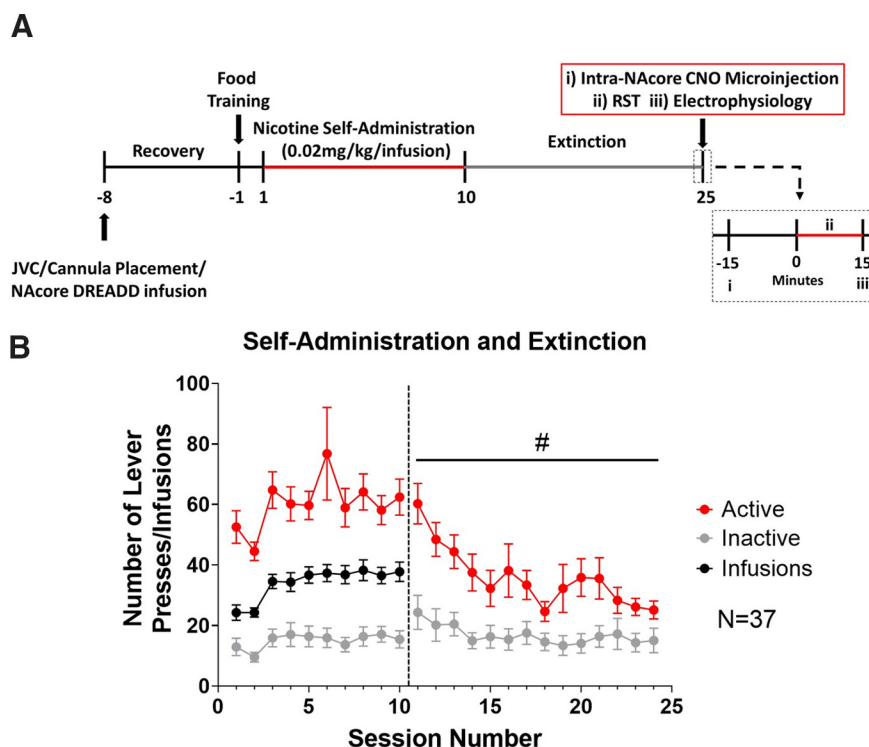 A
Food
Training
i) Intra-NAcore CNO Microinjection
ii) RST iii) Electrophysiology
Nicotine Self-Administration
(0.02mg/kg/infusion)
Recovery
Extinction
-8
-1
1
10
25
JVC/Cannula Placement/
NAcore DREADD infusion
ii
-15
0
15
i
Minutes
iii
B
Self-Administration and Extinction
Number of Lever
Presses/Infusions
100
80
60
40
20
0
#
Active
Inactive
Infusions
N=37
0
5
10
15
20
25
Session Number